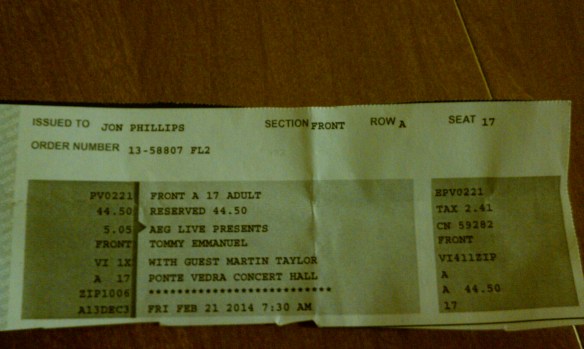 ISSUED TO JON PHILLIPS SECTION FRONT ROW A SEAT 17
ORDER NUMBER 13-58807 FL2
PV0221 FRONT A 17 ADULT EPV0221
44.50 RESERVED 44.50 TAX 2.41
5.05 AEG LIVE PRESENTS CN 59282
FRONT TOMMY EMMANUEL FRONT
VI 1X WITH GUEST MARTIN TAYLOR VI411ZIP
A 17 PONTE VEDRA CONCERT HALL A
ZIP1006 **************************** A 44.50
A13DEC3 FRI FEB 21 2014 7:30 AM 17